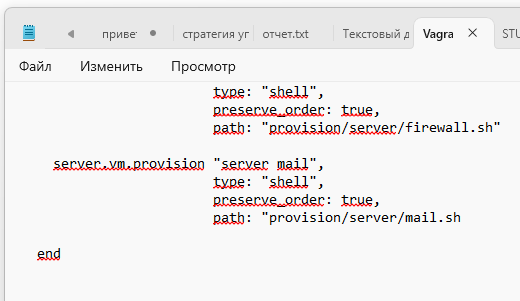 приве стратегия уг отчет.txt Текстовый д Vagra STU
Файл Изменить Просмотр
type: "shell",
preserve_order: true,
path: "provision/server/firewall.sh"
server.vm.provision "server mail",
type: "shell",
preserve_order: true,
path: "provision/server/mail.sh
end